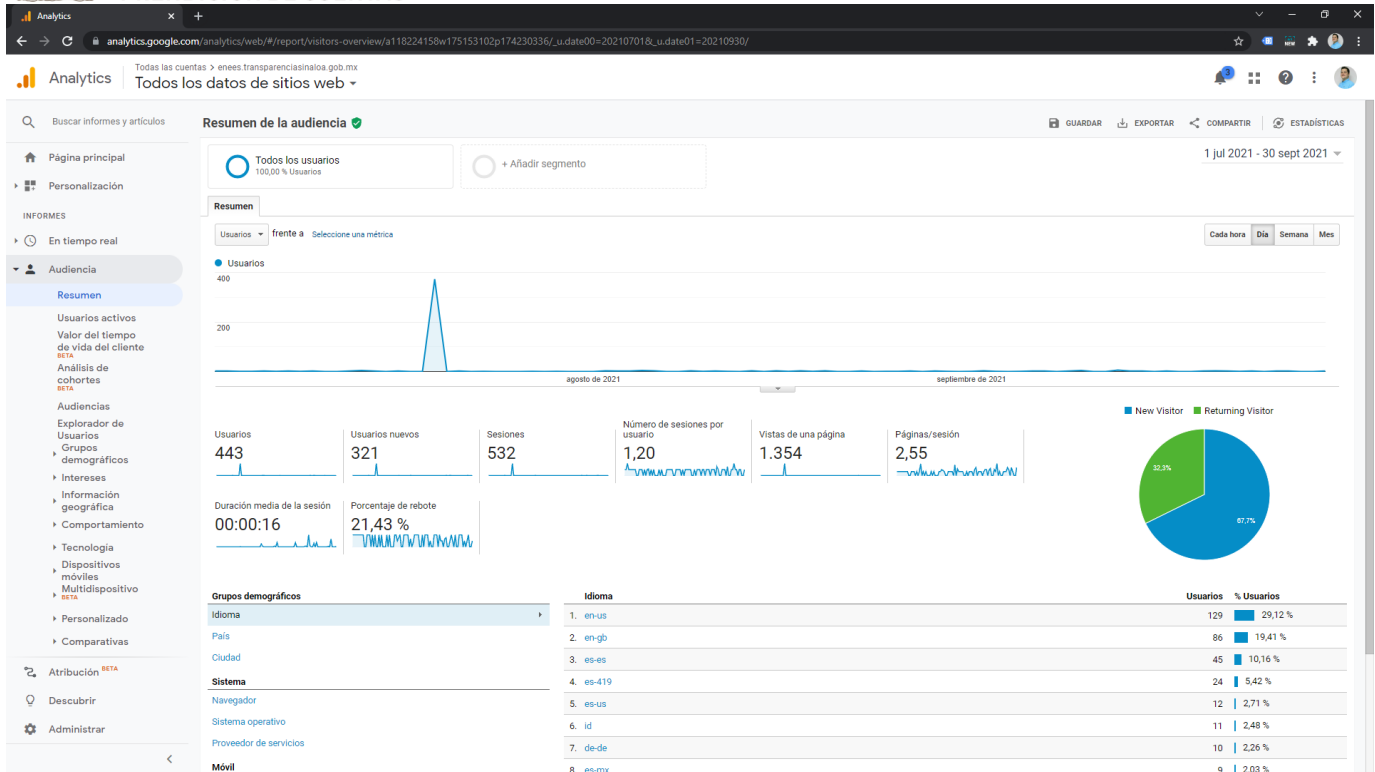 Analytics
analytics.google.com/analytics/web/#/report/visitors-overview/a118224158w175153102p174230336/_u.date00=20210701&_u.date01=20210930/
Analytics
Todas las cuentas > enees.transparenciasinaloa.gob.mx
Todos los datos de sitios web
3
Buscar informes y artículos
Página principal
Personalización
INFORMES
En tiempo real
Audiencia
Resumen
Usuarios activos
Valor del tiempo
de vida del cliente
BETA
Análisis de
cohortes
BETA
Audiencias
Explorador de
Usuarios
Grupos
demográficos
Intereses
Información
geográfica
Comportamiento
Tecnología
Dispositivos
móviles
Multidispositivo
BETA
Personalizado
Comparativas
Atribución BETA
Descubrir
Administrar
Resumen de la audiencia
GUARDAR EXPORTAR COMPARTIR ESTADÍSTICAS
Todos los usuarios
100,00 % Usuarios
+ Añadir segmento
1 jul 2021 - 30 sept 2021
Resumen
Usuarios frente a Seleccione una métrica
Cada hora Día Semana Mes
Usuarios
400
200
agosto de 2021 septiembre de 2021
New Visitor Returning Visitor
32,3%
67,7%
Usuarios
443
Usuarios nuevos
321
Sesiones
532
Número de sesiones por
usuario
1,20
Vistas de una página
1.354
Páginas/sesión
2,55
Duración media de la sesión
00:00:16
Porcentaje de rebote
21,43 %
Grupos demográficos
Idioma
País
Ciudad
Sistema
Navegador
Sistema operativo
Proveedor de servicios
Móvil
Idioma Usuarios % Usuarios
1. en-us 129 29,12 %
2. en-gb 86 19,41 %
3. es-es 45 10,16 %
4. es-419 24 5,42 %
5. es-us 12 2,71 %
6. id 11 2,48 %
7. de-de 10 2,26 %
8. es-mx 9 2,03 %